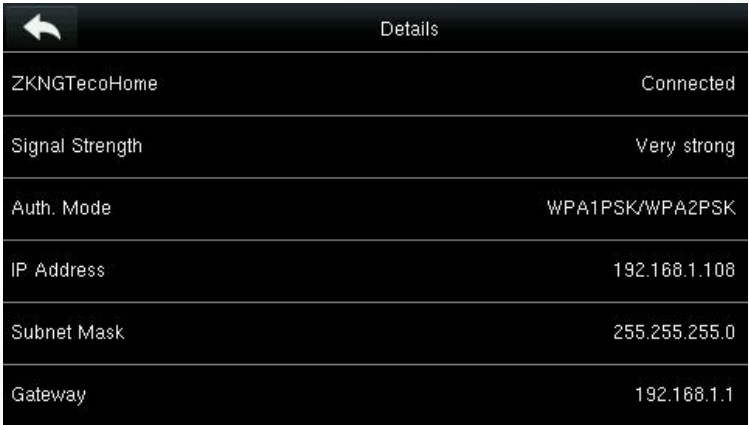 Details
ZKNGTecoHome Connected
Signal Strength Very strong
Auth. Mode WPA1PSK/WPA2PSK
IP Address 192.168.1.108
Subnet Mask 255.255.255.0
Gateway 192.168.1.1